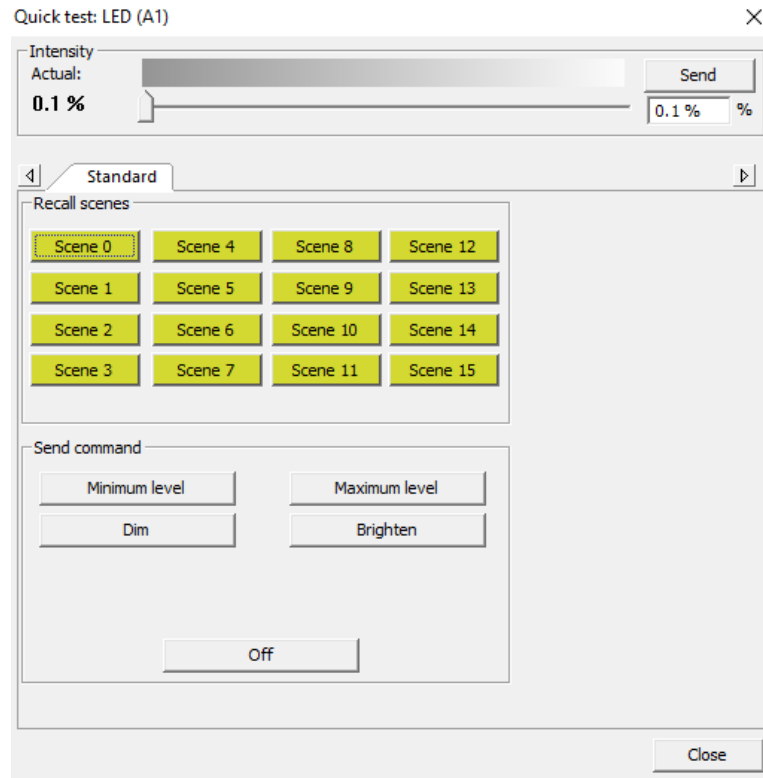 Quick test: LED (A1)
Intensity
Actual:
Send
0.1 %
0.1 %
%
Standard
Recall scenes
Scene 0 Scene 4 Scene 8 Scene 12
Scene 1 Scene 5 Scene 9 Scene 13
Scene 2 Scene 6 Scene 10 Scene 14
Scene 3 Scene 7 Scene 11 Scene 15
Send command
Minimum level Maximum level
Dim Brighten
Off
Close